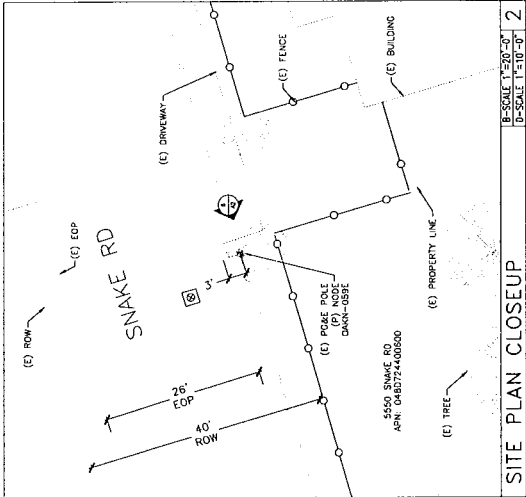 (E) ROW
(E) EOP
SNAKE RD
(E) DRIVEWAY
(E) FENCE
(E) BUILDING
3'
26'
EOP
40'
ROW
(E) PG&E POLE
(P) NODE
OAKN-059E
5550 SNAKE RD
APN: 048D724400600
(E) PROPERTY LINE
(E) TREE
SITE PLAN CLOSEUP
B-SCALE 1"=20'-0"
D-SCALE 1"=10'-0"
2